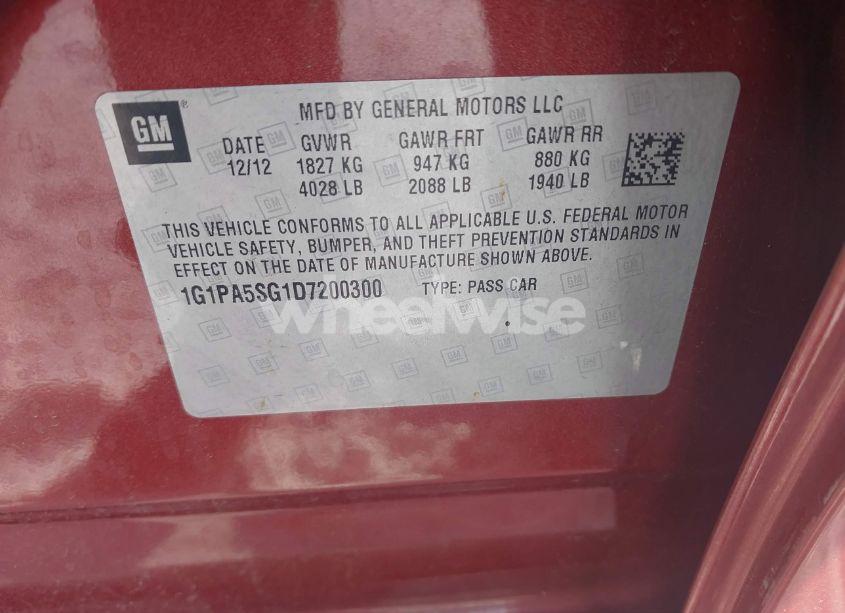 GM ®
MFD BY GENERAL MOTORS LLC
DATE GVWR GAWR FRT GAWR RR
12/12 1827 KG 947 KG 880 KG
4028 LB 2088 LB 1940 LB
THIS VEHICLE CONFORMS TO ALL APPLICABLE U.S. FEDERAL MOTOR
VEHICLE SAFETY, BUMPER, AND THEFT PREVENTION STANDARDS IN
EFFECT ON THE DATE OF MANUFACTURE SHOWN ABOVE.
1G1PA5SG1D7200300 TYPE: PASS CAR
wheelwise